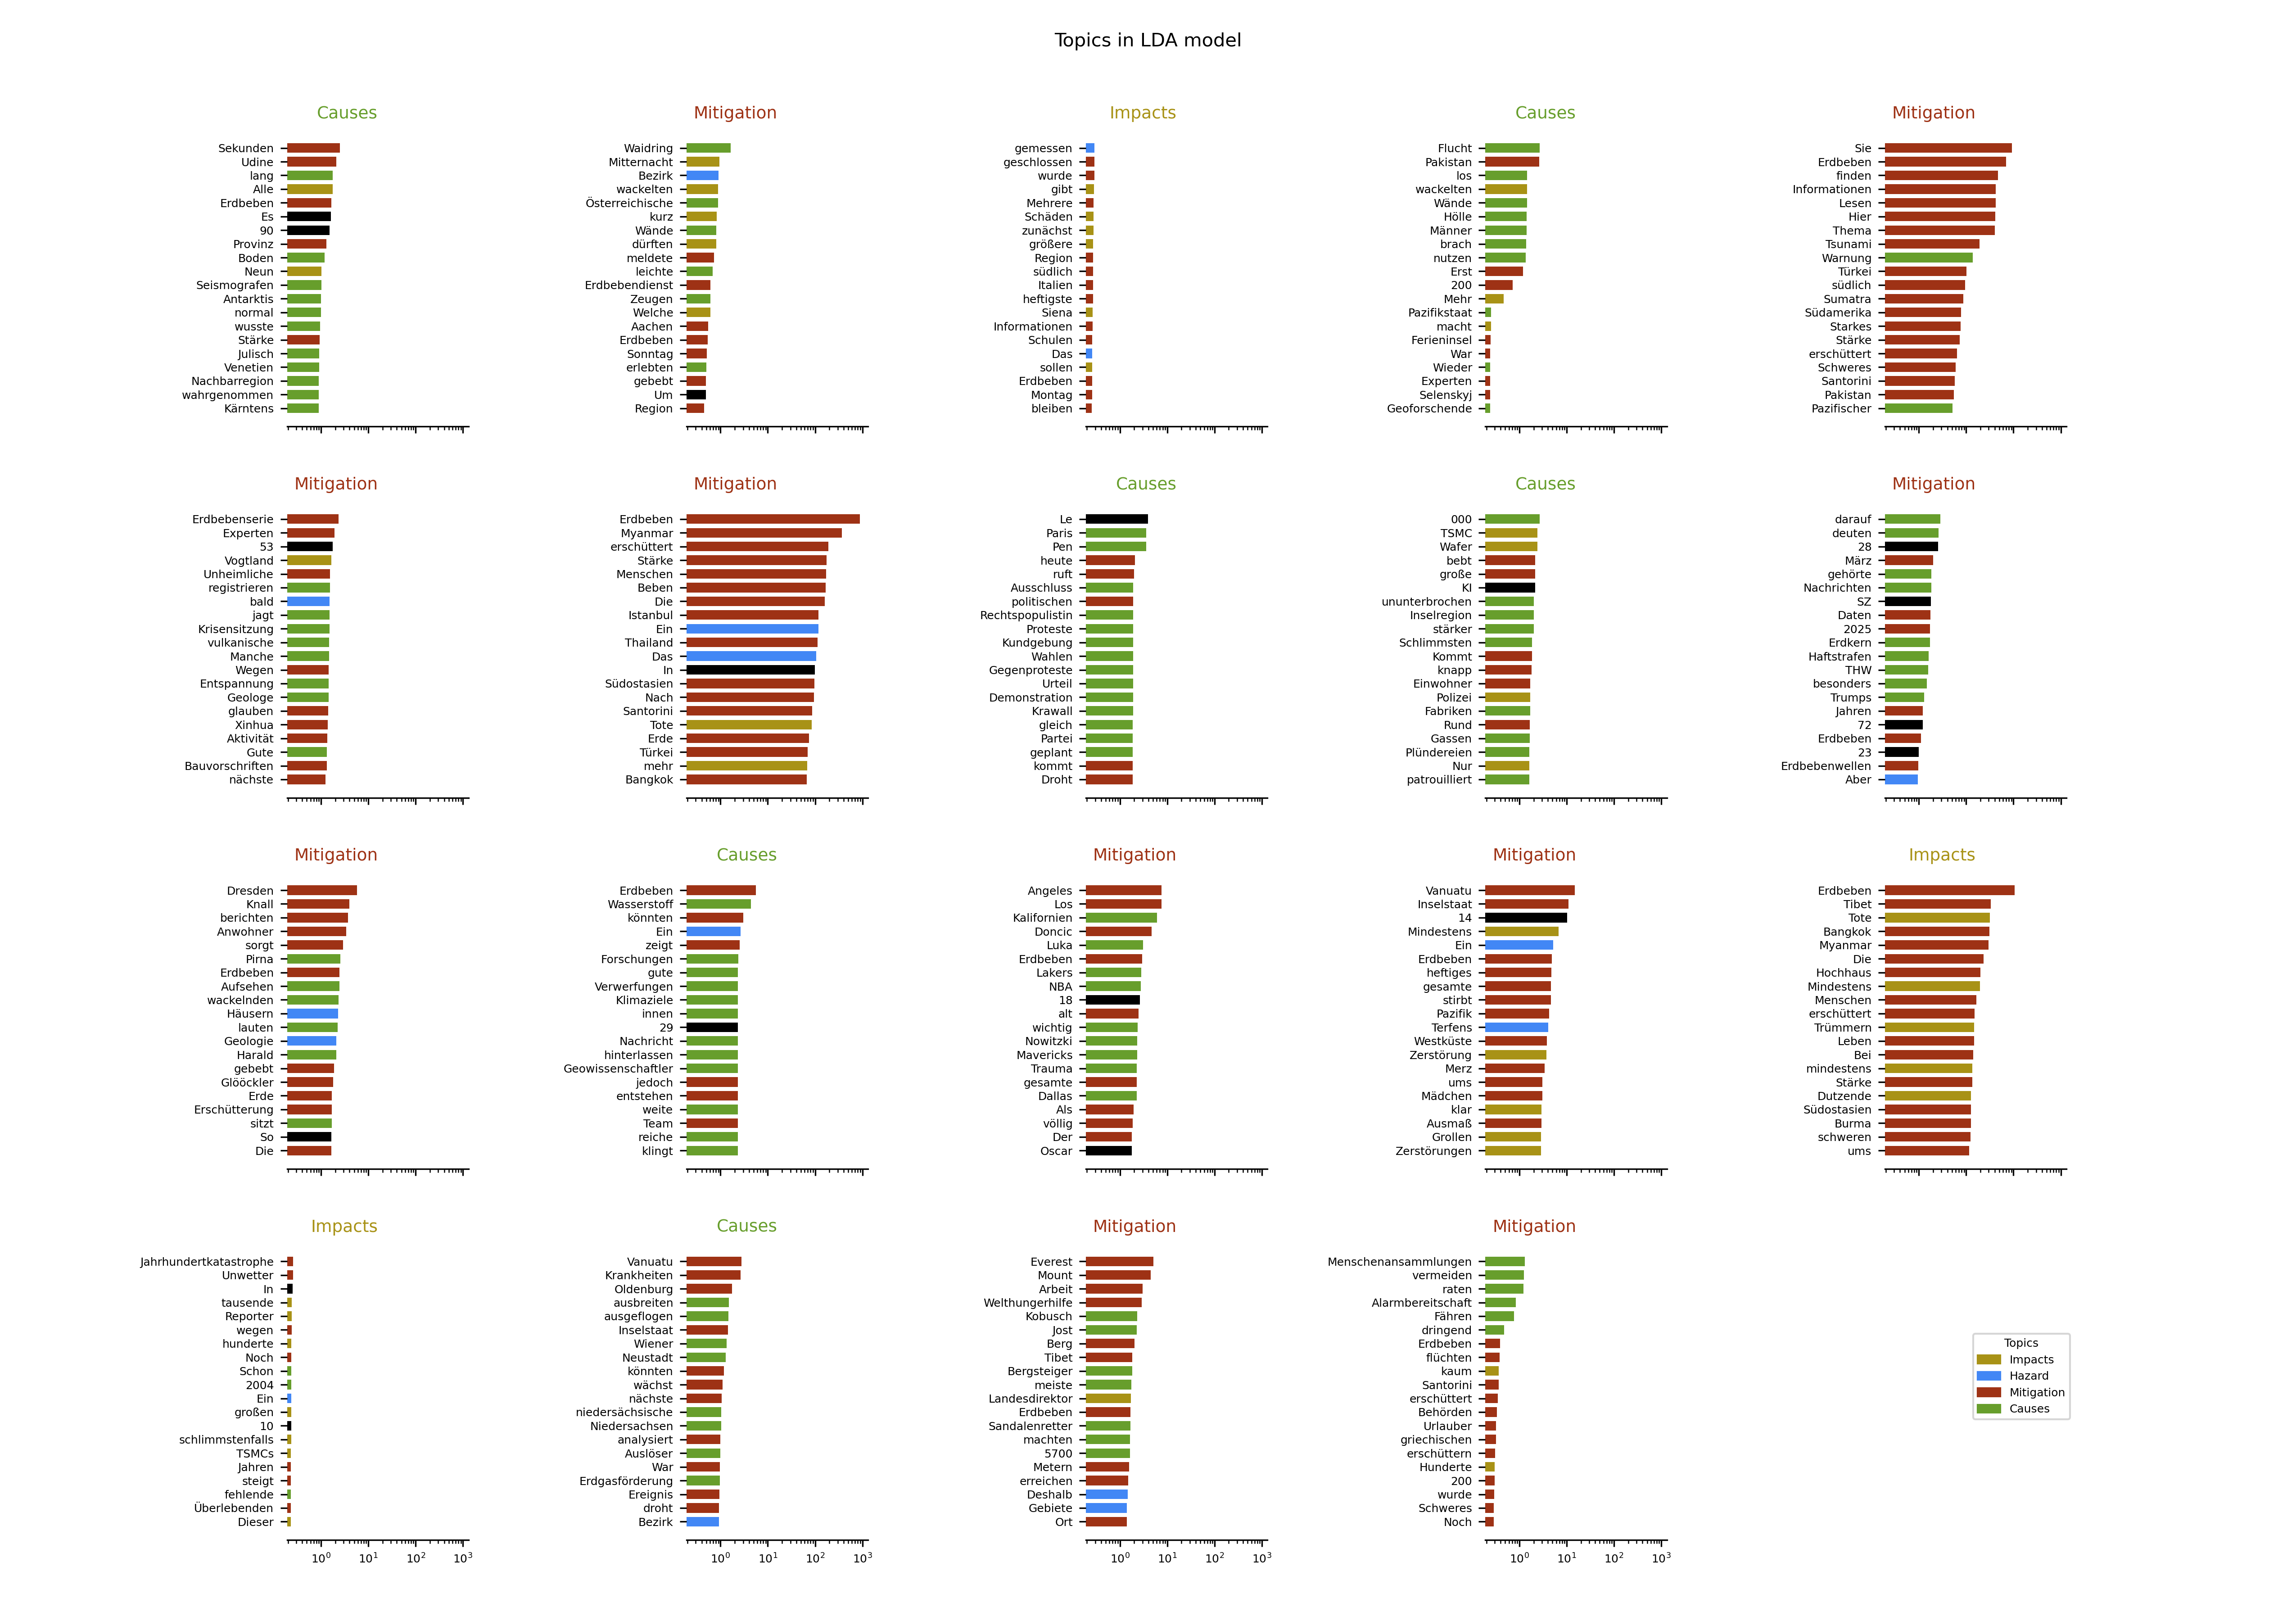 Topics in LDA model
Causes
Sekunden
Udine
lang
Alle
Erdbeben
Es
90
Provinz
Boden
Neun
Seismografen
Antarktis
normal
wusste
Stärke
Julisch
Venetien
Nachbarregion
wahrgenommen
Kärntens
Mitigation
Waidring
Mitternacht
Bezirk
wackelten
Österreichische
kurz
Wände
dürften
meldete
leichte
Erdbebendienst
Zeugen
Welche
Aachen
Erdbeben
Sonntag
erlebten
gebebt
Um
Region
Impacts
gemessen
geschlossen
wurde
gibt
Mehrere
Schäden
zunächst
größere
Region
südlich
Italien
heftigste
Siena
Informationen
Schulen
Das
sollen
Erdbeben
Montag
bleiben
Causes
Flucht
Pakistan
los
wackelten
Wände
Hölle
Männer
brach
nutzen
Erst
200
Mehr
Pazifikstaat
macht
Ferieninsel
War
Wieder
Experten
Selenskyj
Geoforschende
Mitigation
Sie
Erdbeben
finden
Informationen
Lesen
Hier
Thema
Tsunami
Warnung
Türkei
südlich
Sumatra
Südamerika
Starkes
Stärke
erschüttert
Schweres
Santorini
Pakistan
Pazifischer
Mitigation
Erdbebenserie
Experten
53
Vogtland
Unheimliche
registrieren
bald
jagt
Krisensitzung
vulkanische
Manche
Wegen
Entspannung
Geologe
glauben
Xinhua
Aktivität
Gute
Bauvorschriften
nächste
Mitigation
Erdbeben
Myanmar
erschüttert
Stärke
Menschen
Beben
Die
Istanbul
Ein
Thailand
Das
In
Südostasien
Nach
Santorini
Tote
Erde
Türkei
mehr
Bangkok
Causes
Le
Paris
Pen
heute
ruft
Ausschluss
politischen
Rechtspopulistin
Proteste
Kundgebung
Wahlen
Gegenproteste
Urteil
Demonstration
Krawall
gleich
Partei
geplant
kommt
Droht
Causes
000
TSMC
Wafer
bebt
große
KI
ununterbrochen
Inselregion
stärker
Schlimmsten
Kommt
knapp
Einwohner
Polizei
Fabriken
Rund
Gassen
Plündereien
Nur
patrouilliert
Mitigation
darauf
deuten
28
März
gehörte
Nachrichten
SZ
Daten
2025
Erdkern
Haftstrafen
THW
besonders
Trumps
Jahren
72
Erdbeben
23
Erdbebenwellen
Aber
Mitigation
Dresden
Knall
berichten
Anwohner
sorgt
Pirna
Erdbeben
Aufsehen
wackelnden
Häusern
lauten
Geologie
Harald
gebebt
Glööckler
Erde
Erschütterung
sitzt
So
Die
Causes
Erdbeben
Wasserstoff
könnten
Ein
zeigt
Forschungen
gute
Verwerfungen
Klimaziele
innen
29
Nachricht
hinterlassen
Geowissenschaftler
jedoch
entstehen
weite
Team
reiche
klingt
Mitigation
Angeles
Los
Kalifornien
Doncic
Luka
Erdbeben
Lakers
NBA
18
alt
wichtig
Nowitzki
Mavericks
Trauma
gesamte
Dallas
Als
völlig
Der
Oscar
Mitigation
Vanuatu
Inselstaat
14
Mindestens
Ein
Erdbeben
heftiges
gesamte
stirbt
Pazifik
Terfens
Westküste
Zerstörung
Merz
ums
Mädchen
klar
Ausmaß
Grollen
Zerstörungen
Impacts
Erdbeben
Tibet
Tote
Bangkok
Myanmar
Die
Hochhaus
Mindestens
Menschen
erschüttert
Trümmern
Leben
Bei
mindestens
Stärke
Dutzende
Südostasien
Burma
schweren
ums
Impacts
Jahrhundertkatastrophe
Unwetter
In
tausende
Reporter
wegen
hunderte
Noch
Schon
2004
Ein
großen
10
schlimmstenfalls
TSMCs
Jahren
steigt
fehlende
Überlebenden
Dieser
10⁰ 10¹ 10² 10³
Causes
Vanuatu
Krankheiten
Oldenburg
ausbreiten
ausgeflogen
Inselstaat
Wiener
Neustadt
könnten
wächst
nächste
niedersächsische
Niedersachsen
analysiert
Auslöser
War
Erdgasförderung
Ereignis
droht
Bezirk
10⁰ 10¹ 10² 10³
Mitigation
Everest
Mount
Arbeit
Welthungerhilfe
Kobusch
Jost
Berg
Tibet
Bergsteiger
meiste
Landesdirektor
Erdbeben
Sandalenretter
machten
5700
Metern
erreichen
Deshalb
Gebiete
Ort
10⁰ 10¹ 10² 10³
Mitigation
Menschenansammlungen
vermeiden
raten
Alarmbereitschaft
Fähren
dringend
Erdbeben
flüchten
kaum
Santorini
erschüttert
Behörden
Urlauber
griechischen
erschüttern
Hunderte
200
wurde
Schweres
Noch
10⁰ 10¹ 10² 10³
Topics
Impacts
Hazard
Mitigation
Causes